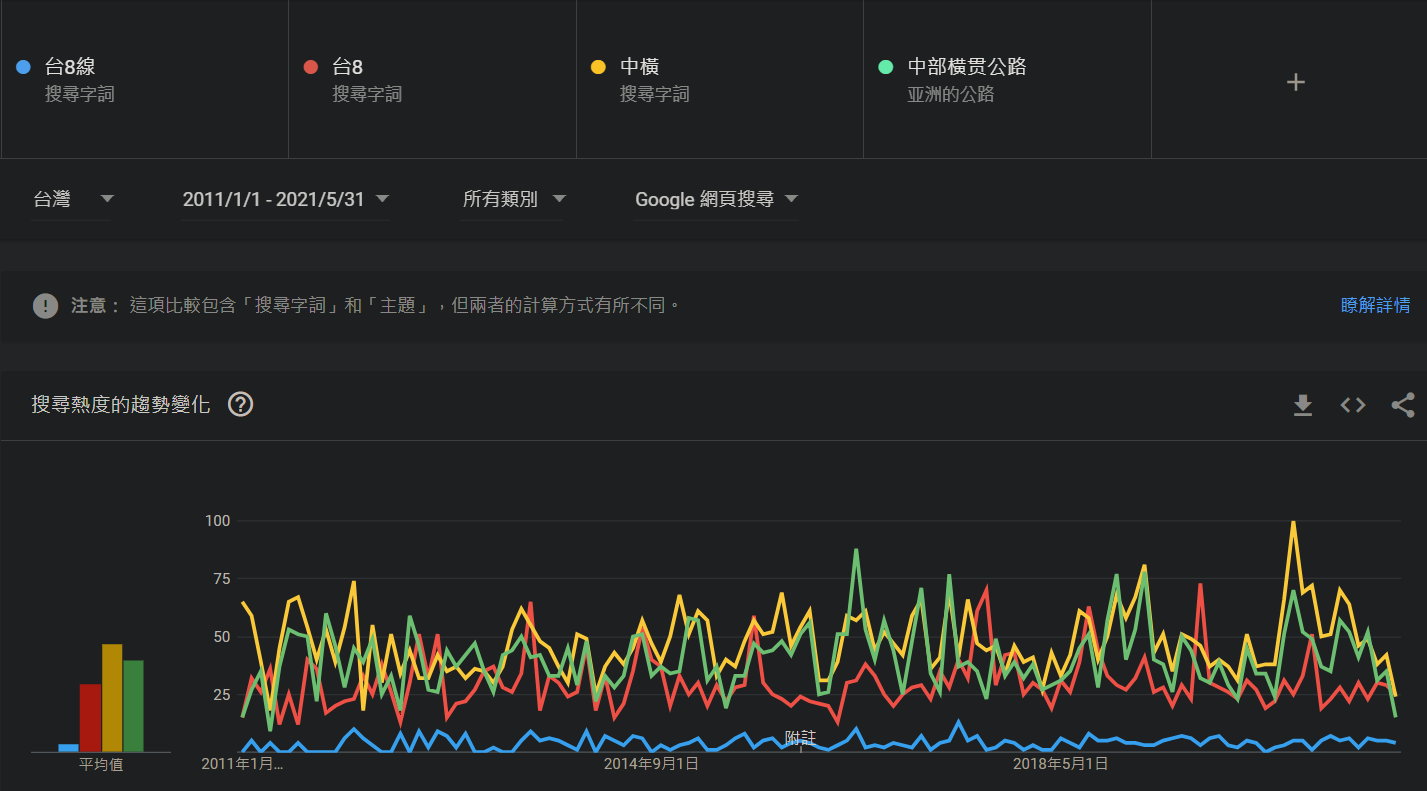 台8線
搜尋字詞
台8
搜尋字詞
中橫
搜尋字詞
中部橫贯公路
亚洲的公路
+
台灣
2011/1/1 - 2021/5/31
所有類別
Google 網頁搜尋
注意： 這項比較包含「搜尋字詞」和「主題」，但兩者的計算方式有所不同。
瞭解詳情
搜尋熱度的趨勢變化
100
75
50
25
附註
平均值
2011年1月…
2014年9月1日
2018年5月1日